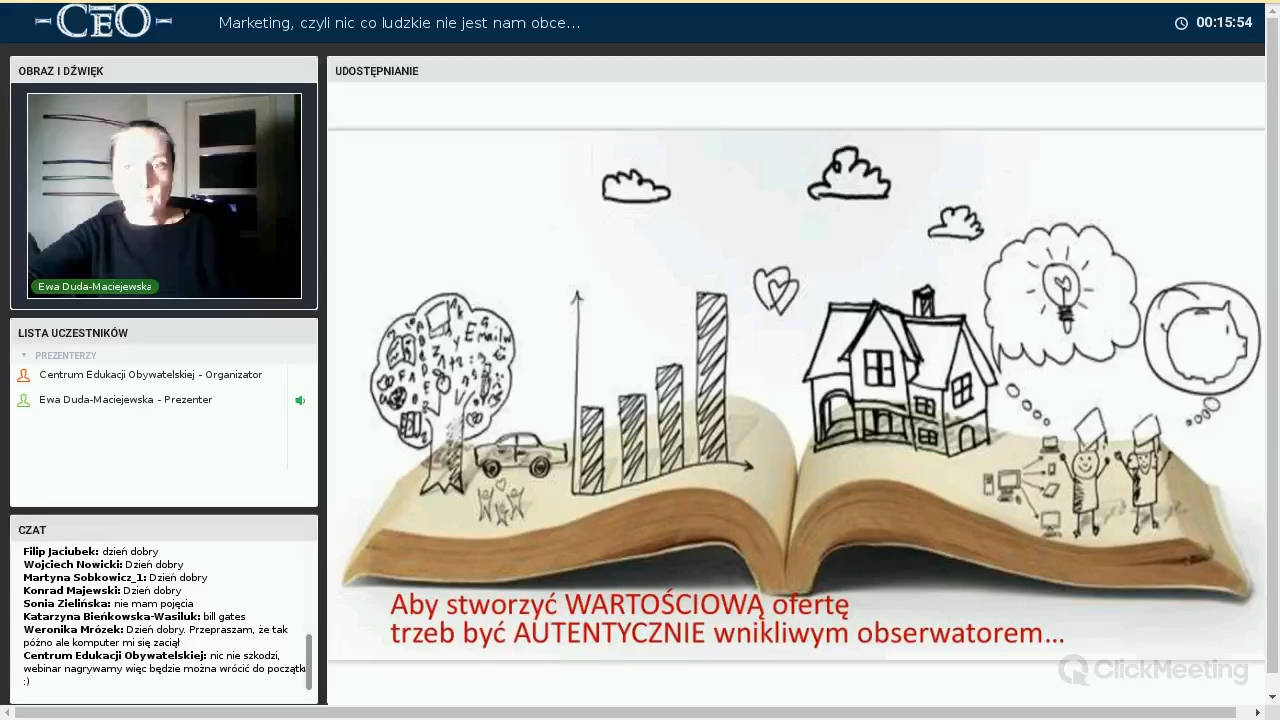 CEO
Marketing, czyli nic co ludzkie nie jest nam obce...
00:15:54
OBRAZ I DŹWIĘK
Ewa Duda-Maciejewska
LISTA UCZESTNIKÓW
PREZENTERZY
Centrum Edukacji Obywatelskiej - Organizator
Ewa Duda-Maciejewska - Prezenter
CZAT
Filip Jaciubek: dzień dobry
Wojciech Nowicki: Dzień dobry
Martyna Sobkowicz_1: Dzień dobry
Konrad Majewski: Dzień dobry
Sonia Zielińska: nie mam pojęcia
Katarzyna Bieńkowska-Wasiluk: bill gates
Weronika Mrózek: Dzień dobry. Przepraszam, że tak
późno ale komputer mi się zaciął
Centrum Edukacji Obywatelskiej: nic nie szkodzi,
webinar nagrywamy więc będzie można wrócić do początk
:)
UDOSTĘPNIANIE
Emailw
Aby stworzyć WARTOŚCIOWĄ ofertę
trzeb być AUTENTYCZNIE wnikliwym obserwatorem...
ClickMeeting